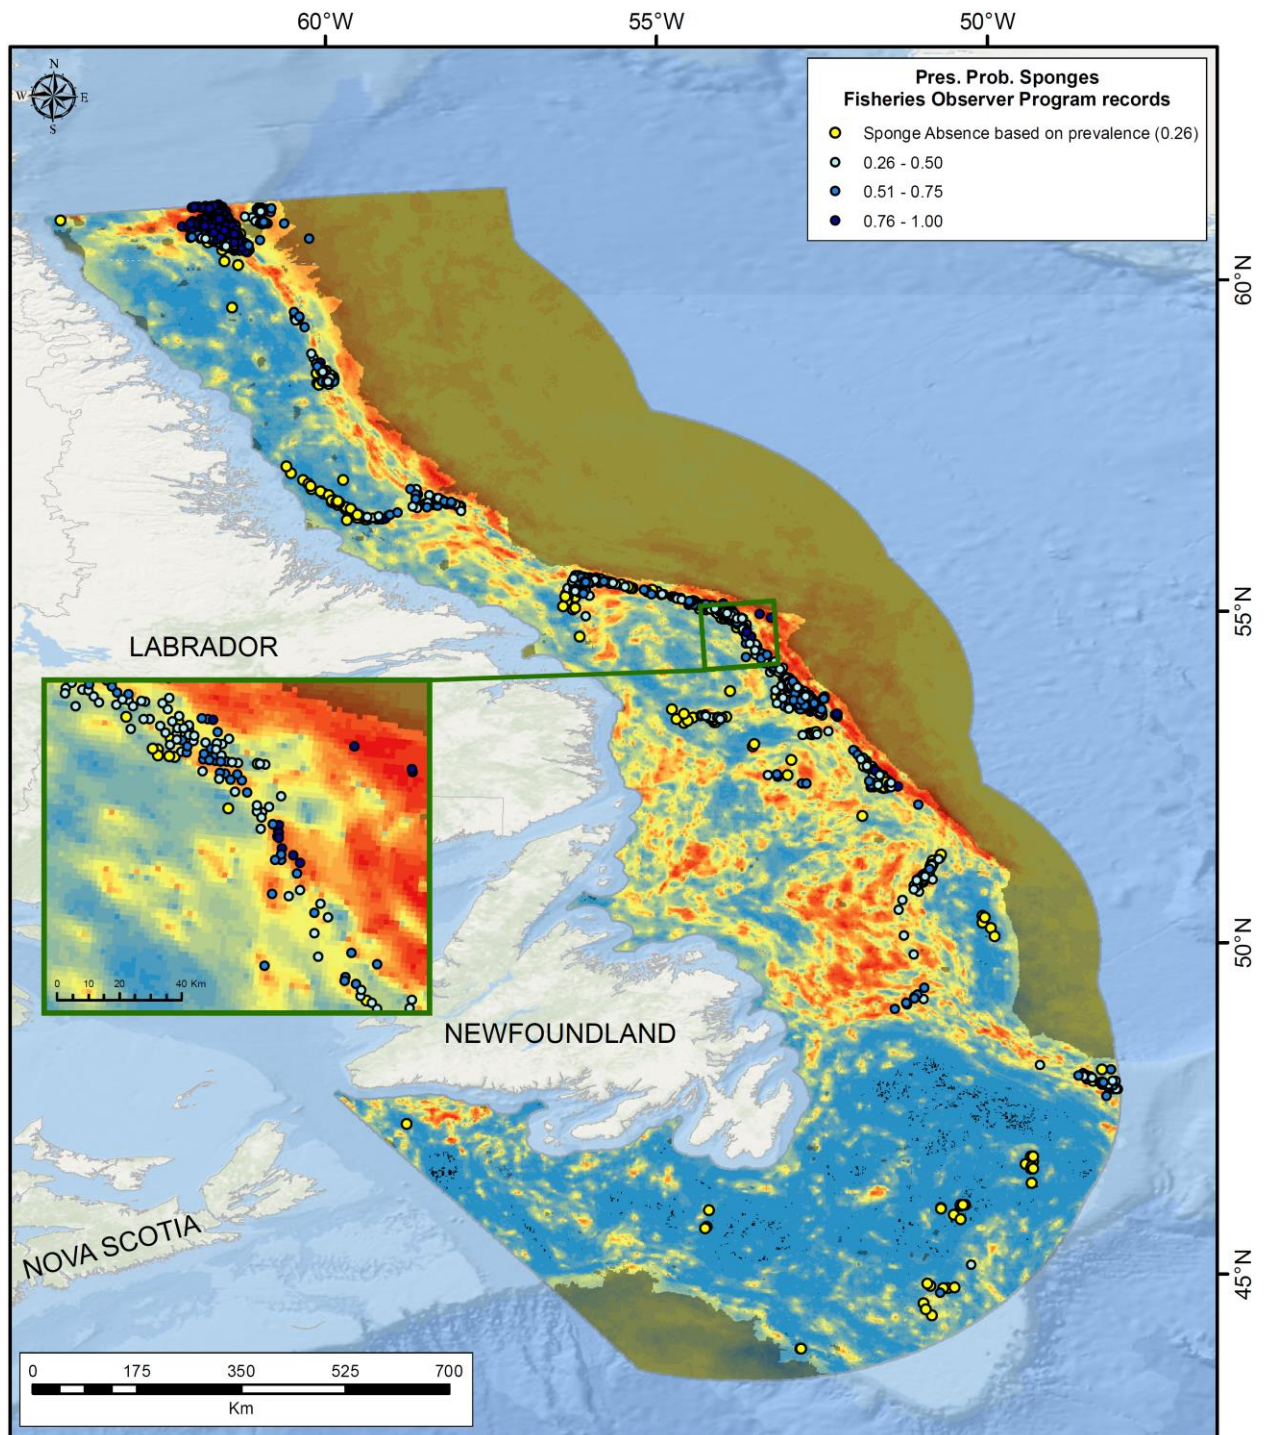 60°W 55°W 50°W
N
W E
S
Pres. Prob. Sponges
Fisheries Observer Program records
Sponge Absence based on prevalence (0.26)
0.26 - 0.50
0.51 - 0.75
0.76 - 1.00
60°N
55°N
LABRADOR
0 10 20 40 Km
50°N
NEWFOUNDLAND
NOVA SCOTIA
45°N
0 175 350 525 700
Km